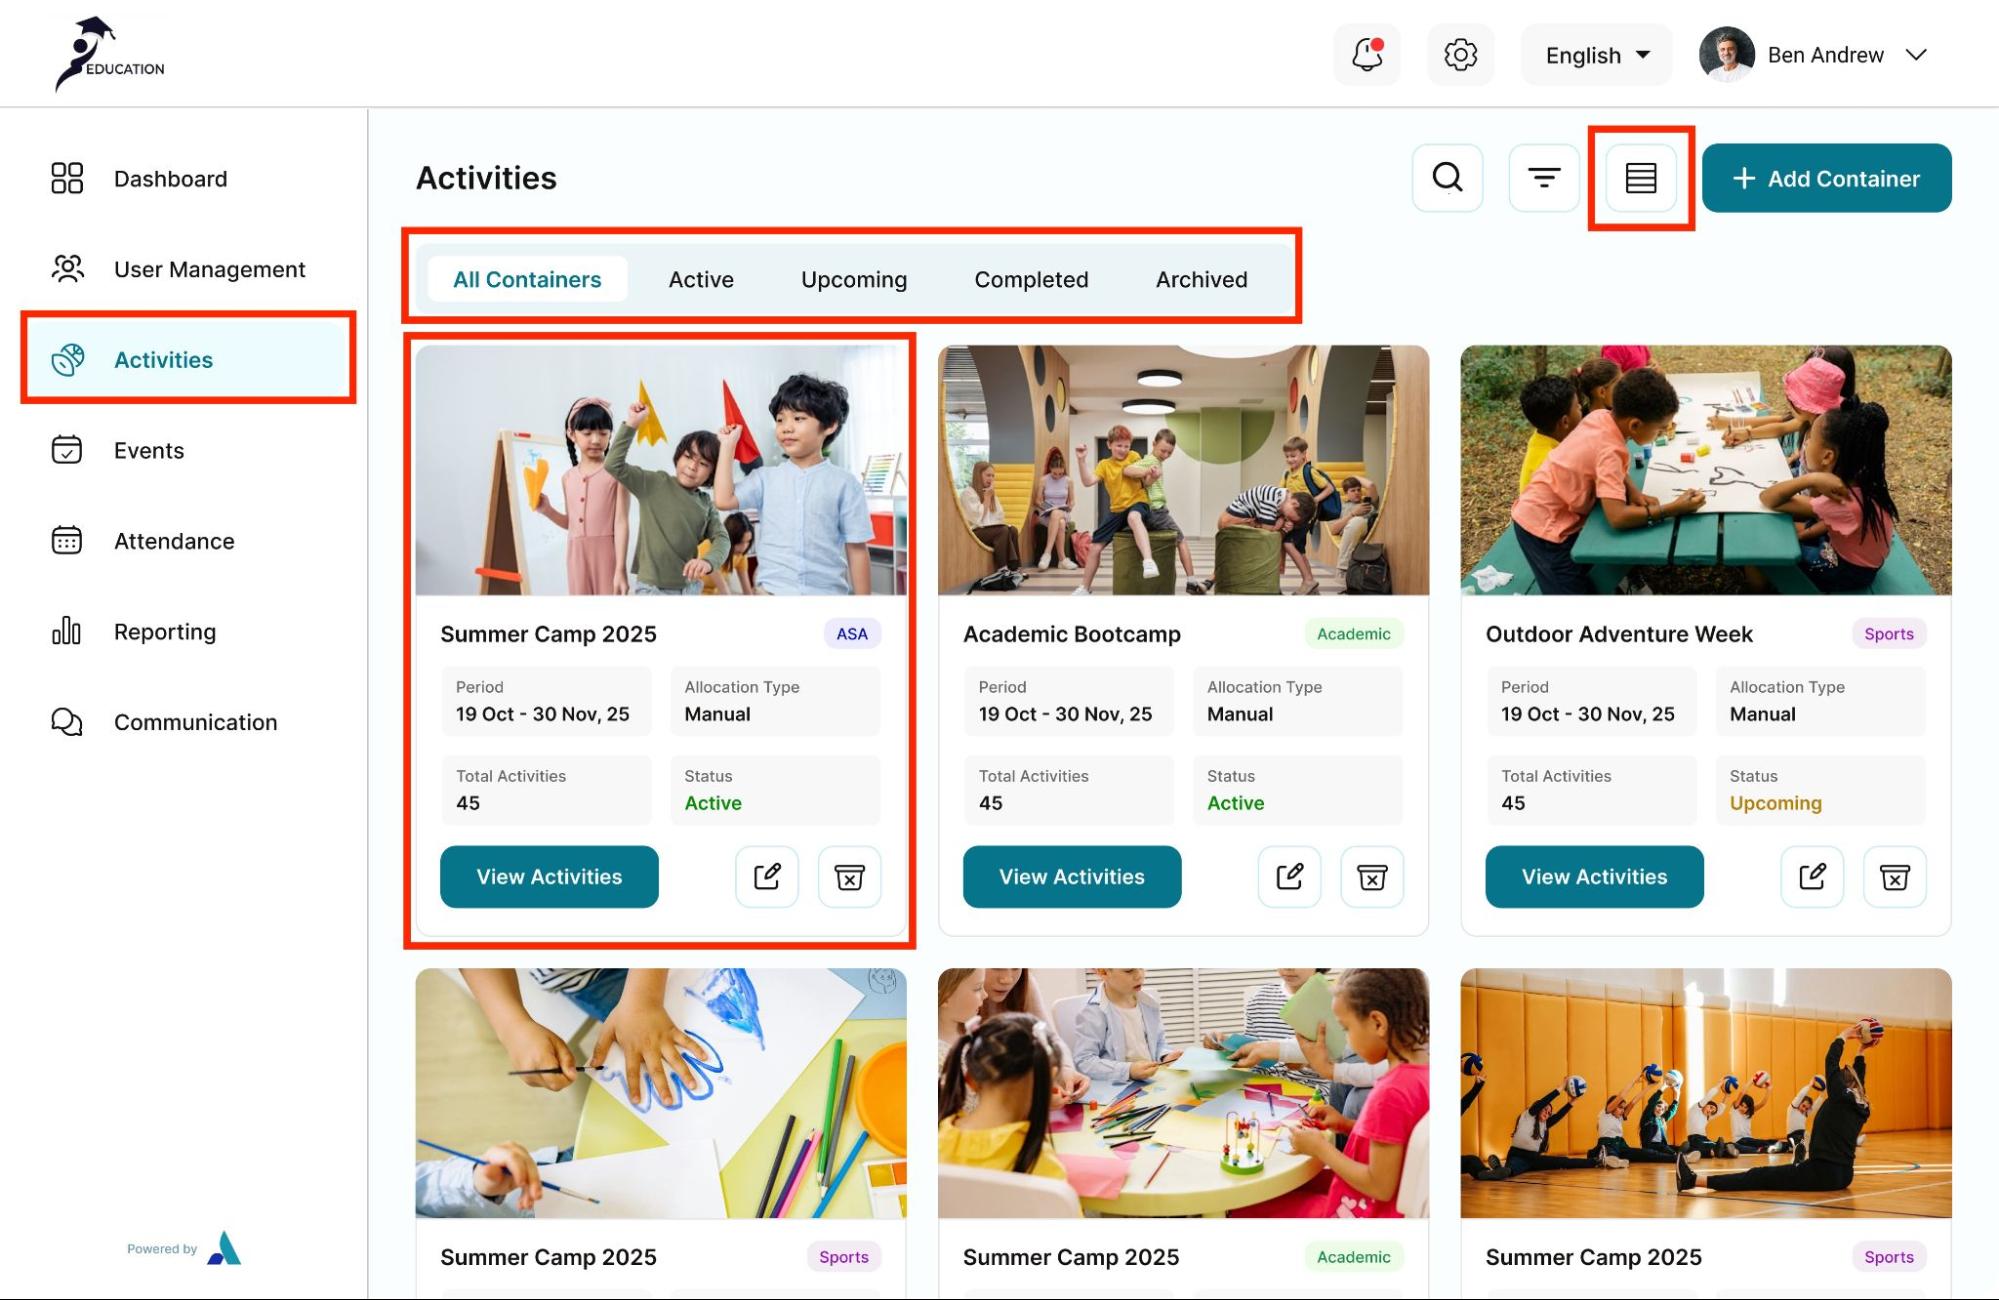 EDUCATION
English
Ben Andrew
Dashboard
User Management
Activities
Events
Attendance
Reporting
Communication
Powered by
Activities
+ Add Container
All Containers Active Upcoming Completed Archived
Summer Camp 2025 ASA
Period Allocation Type
19 Oct - 30 Nov, 25 Manual
Total Activities Status
45 Active
View Activities
Academic Bootcamp Academic
Period Allocation Type
19 Oct - 30 Nov, 25 Manual
Total Activities Status
45 Active
View Activities
Outdoor Adventure Week Sports
Period Allocation Type
19 Oct - 30 Nov, 25 Manual
Total Activities Status
45 Upcoming
View Activities
Summer Camp 2025 Sports
Summer Camp 2025 Academic
Summer Camp 2025 Sports